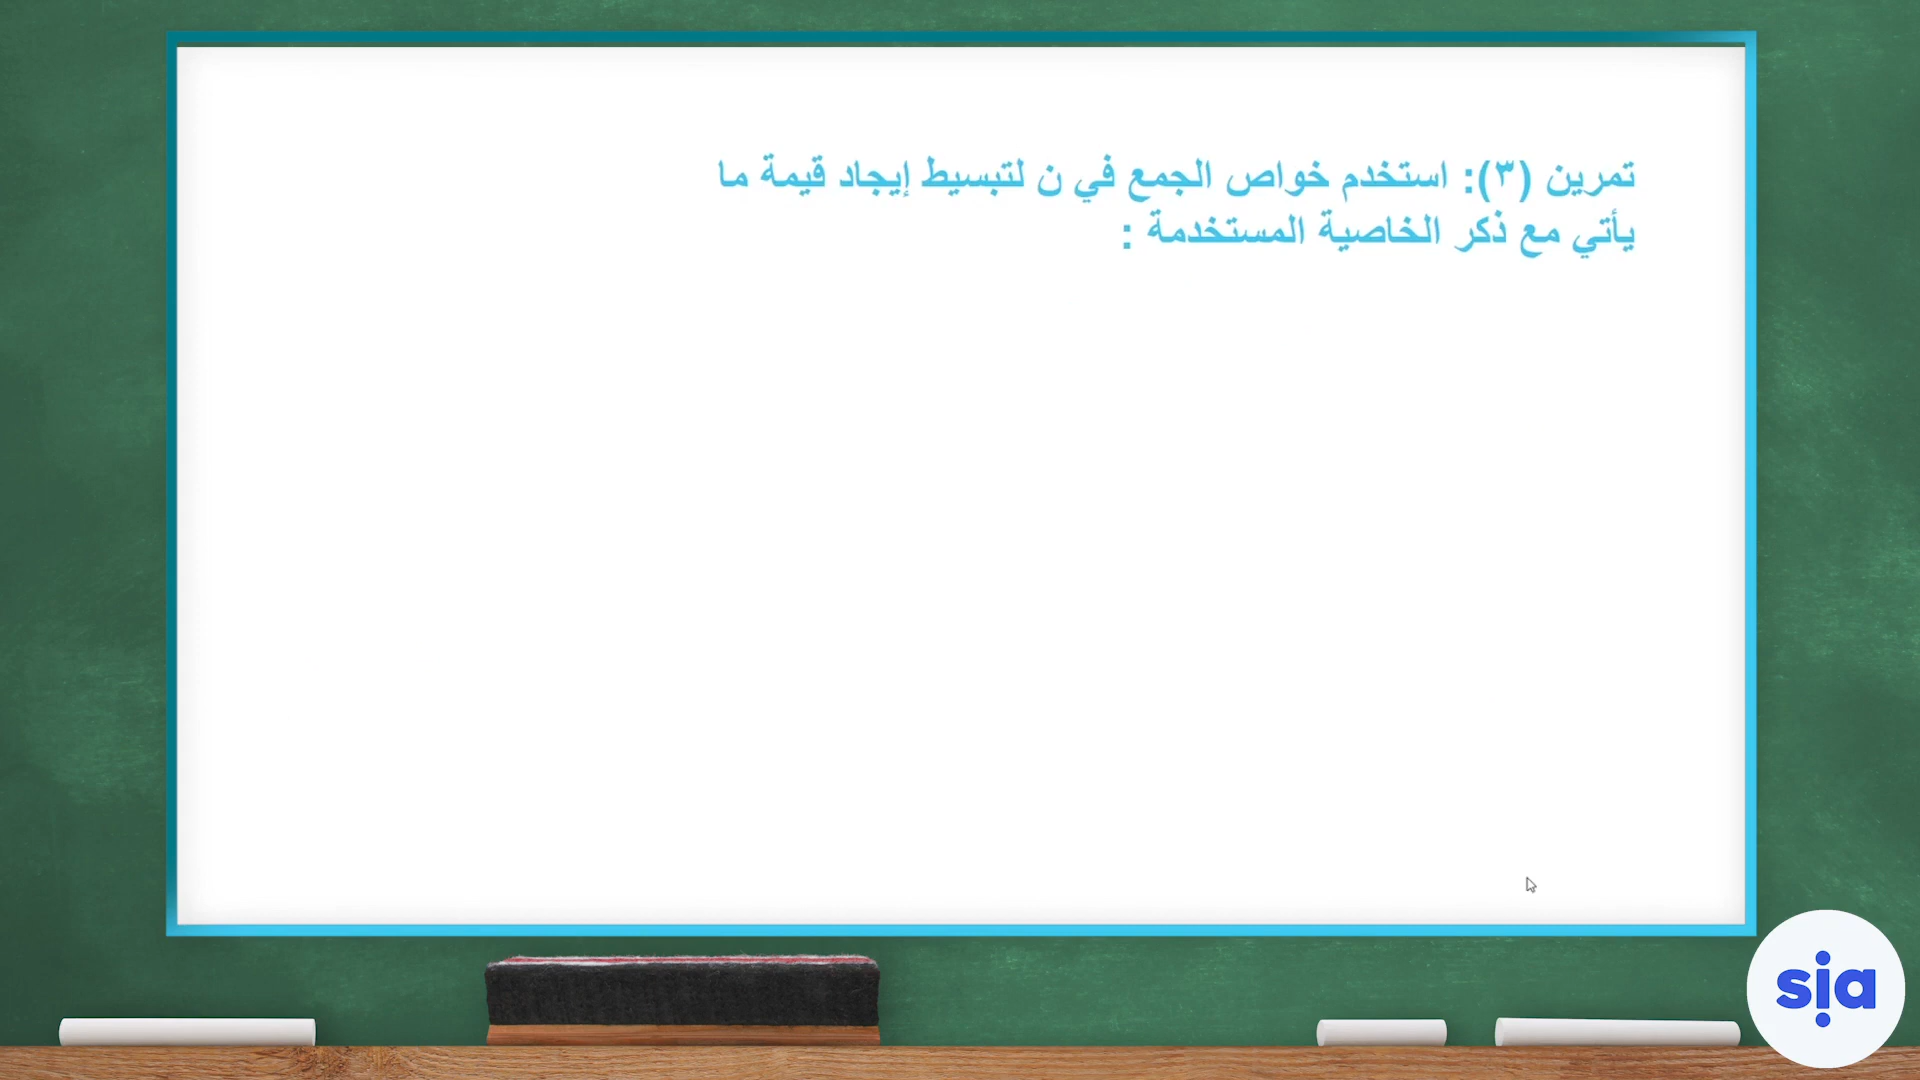 تمرين (٣): استخدم خواص الجمع في ن لتبسيط إيجاد قيمة ما
يأتي مع ذكر الخاصية المستخدمة :
sia